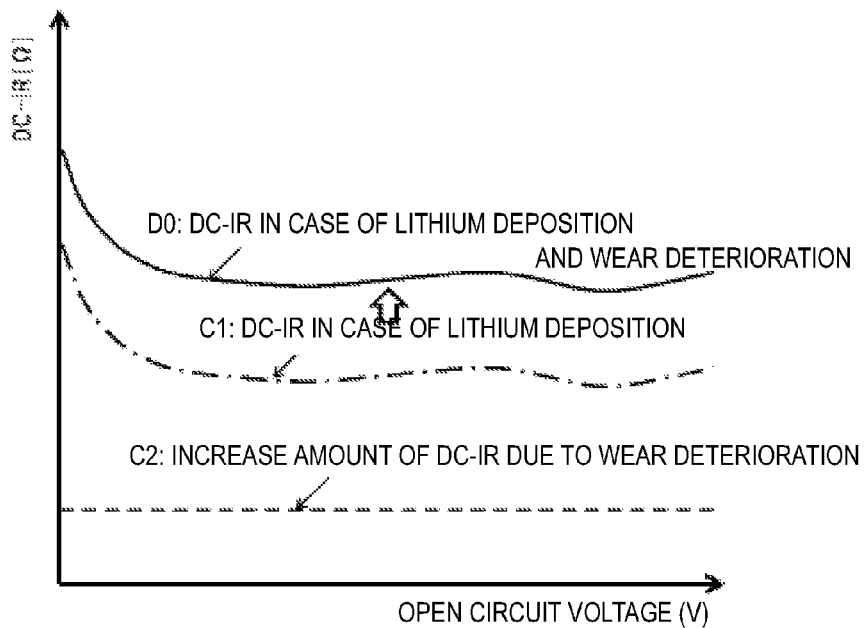 DC-IR[Ω]
D0: DC-IR IN CASE OF LITHIUM DEPOSITION
AND WEAR DETERIORATION
C1: DC-IR IN CASE OF LITHIUM DEPOSITION
C2: INCREASE AMOUNT OF DC-IR DUE TO WEAR DETERIORATION
OPEN CIRCUIT VOLTAGE (V)